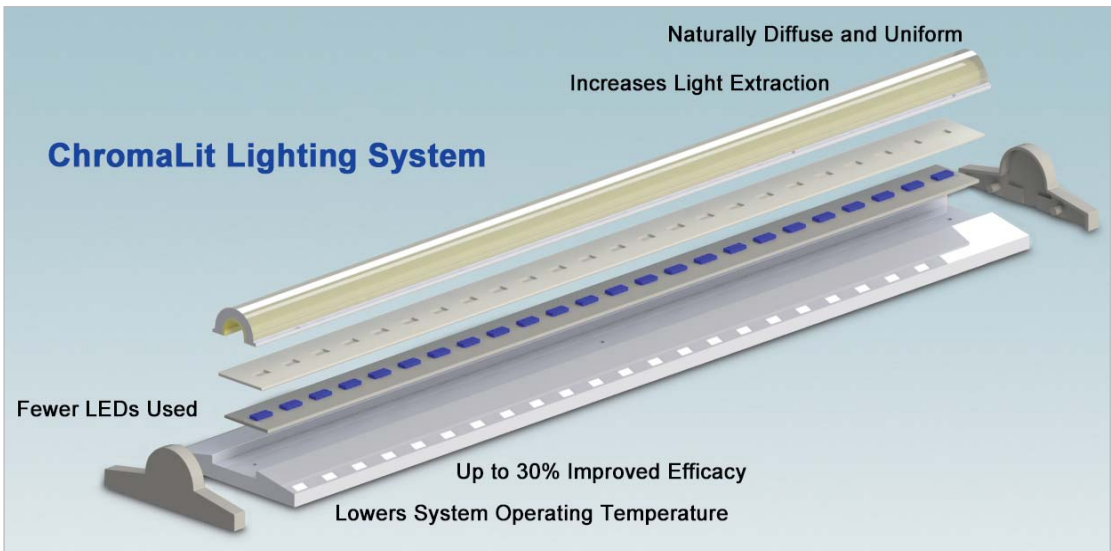 Naturally Diffuse and Uniform
Increases Light Extraction
ChromaLit Lighting System
Fewer LEDs Used
Up to 30% Improved Efficacy
Lowers System Operating Temperature